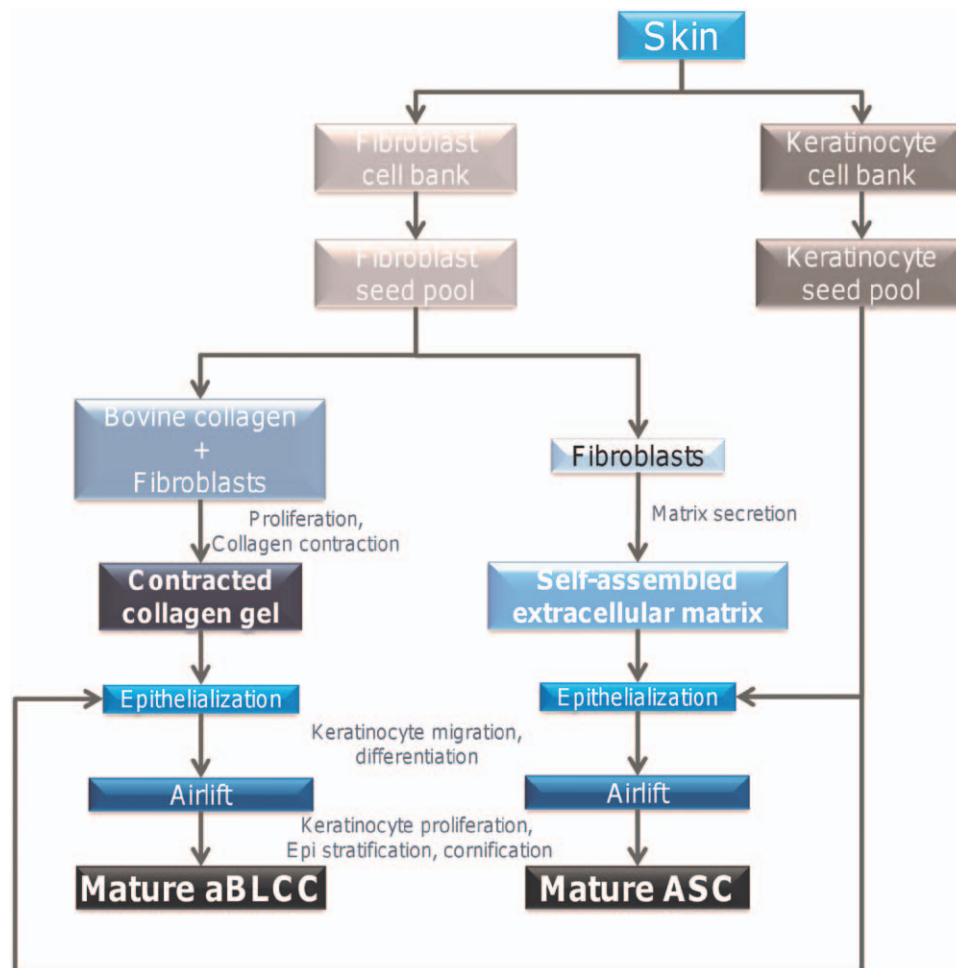 Skin
Fibroblast
cell bank
Keratinocyte
cell bank
Fibroblast
seed pool
Keratinocyte
seed pool
Bovine collagen
+
Fibroblasts
Fibroblasts
Proliferation,
Collagen contraction
Matrix secretion
Contracted
collagen gel
Self-assembled
extracellular matrix
Epithelialization
Epithelialization
Keratinocyte migration,
differentiation
Airlift
Airlift
Keratinocyte proliferation,
Epi stratification, cornification
Mature aBLCC
Mature ASC